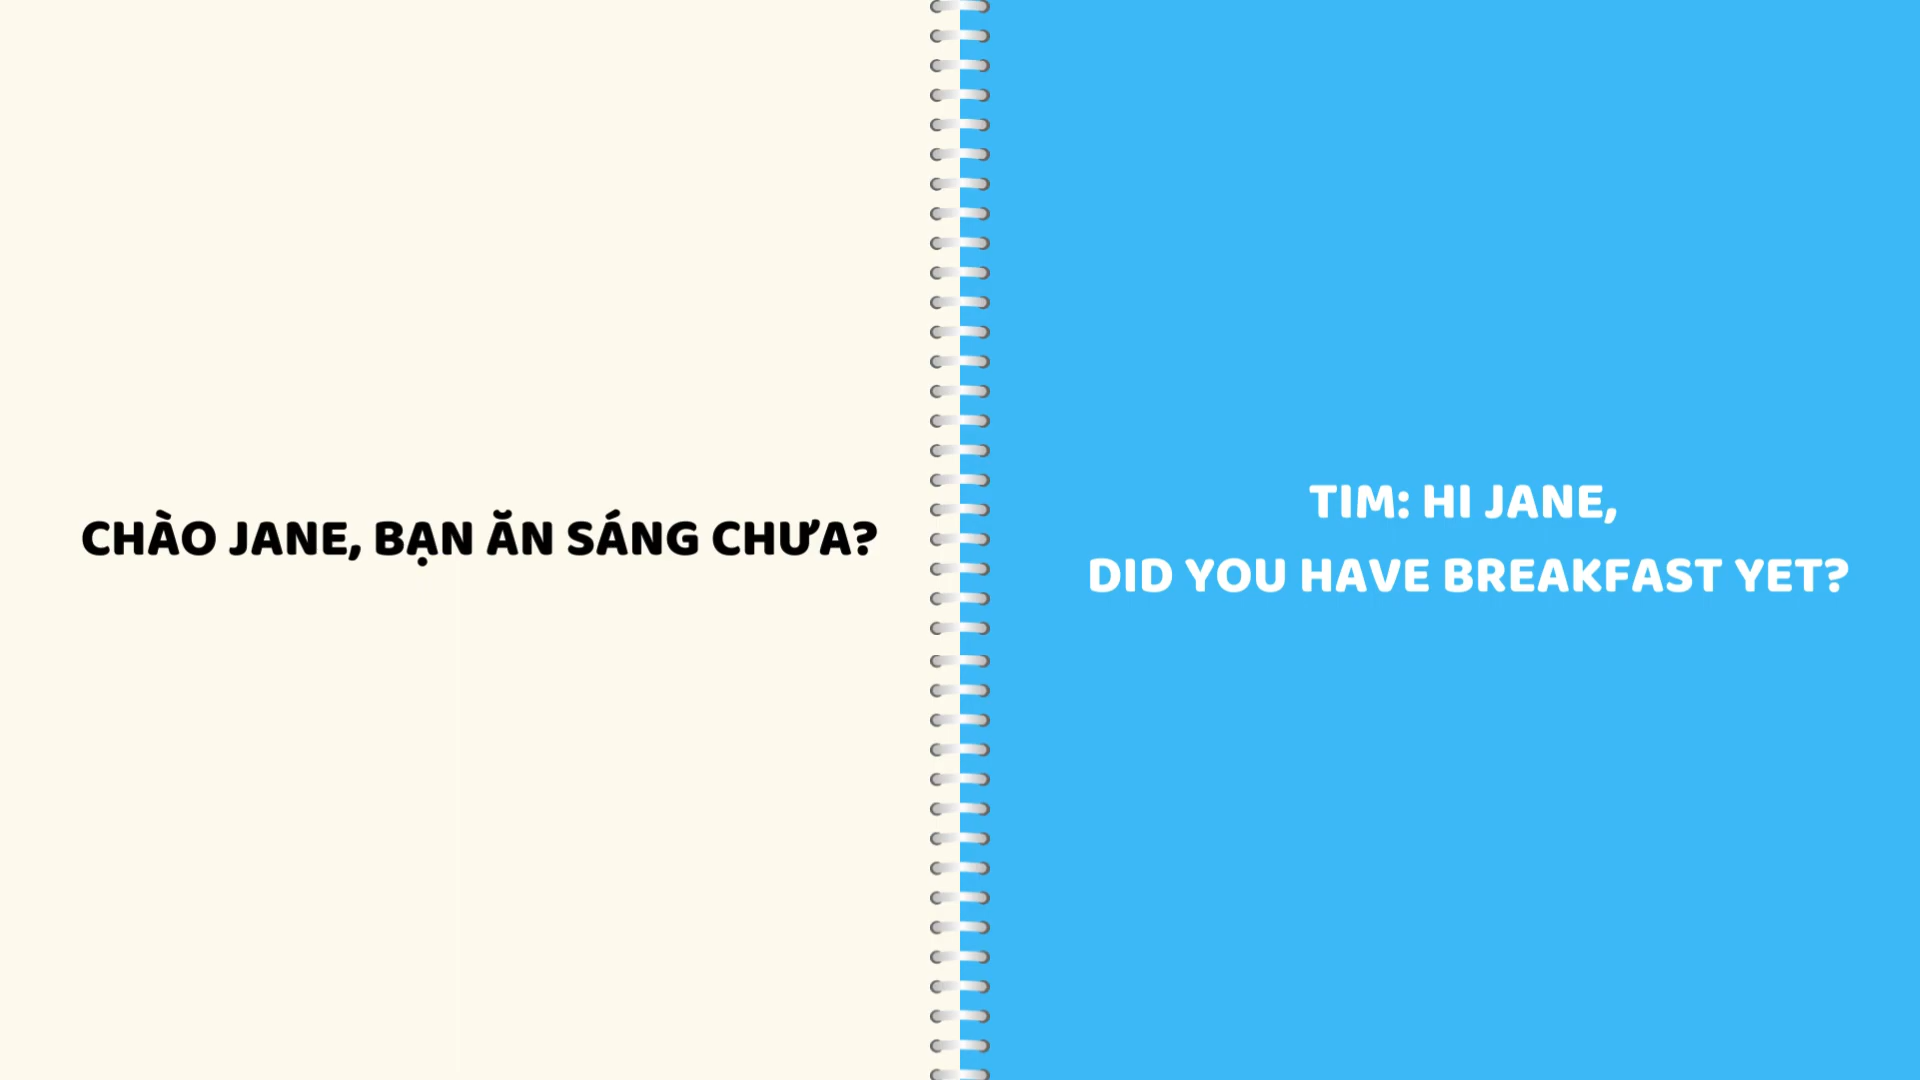 CHÀO JANE, BẠN ĂN SÁNG CHƯA?
TIM: HI JANE,
DID YOU HAVE BREAKFAST YET?